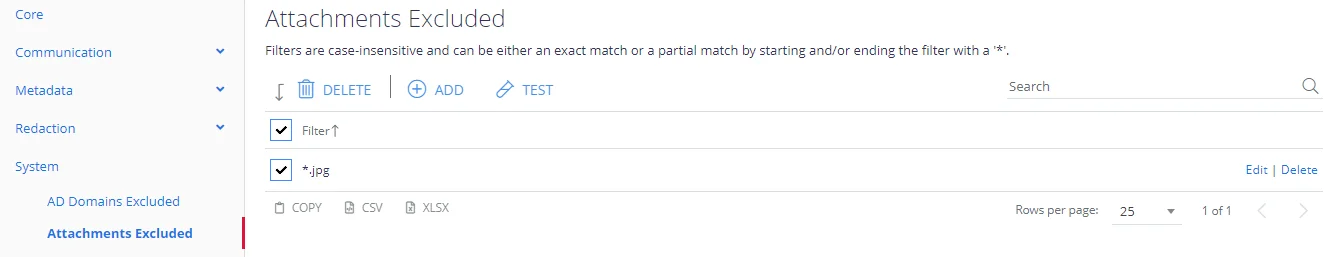 Core
Communication
Metadata
Redaction
System
AD Domains Excluded
Attachments Excluded
Attachments Excluded
Filters are case-insensitive and can be either an exact match or a partial match by starting and/or ending the filter with a '*'.
DELETE ADD TEST Search
Filter↑
*.jpg Edit | Delete
COPY CSV XLSX Rows per page: 25 1 of 1